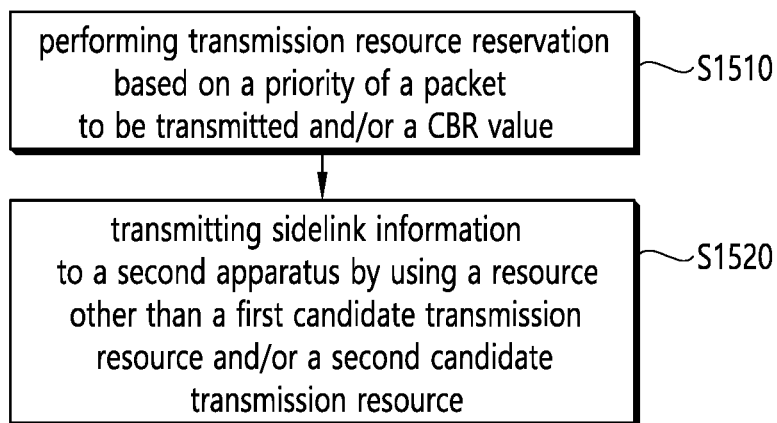 performing transmission resource reservation
based on a priority of a packet
to be transmitted and/or a CBR value
S1510
transmitting sidelink information
to a second apparatus by using a resource
other than a first candidate transmission
resource and/or a second candidate
transmission resource
S1520